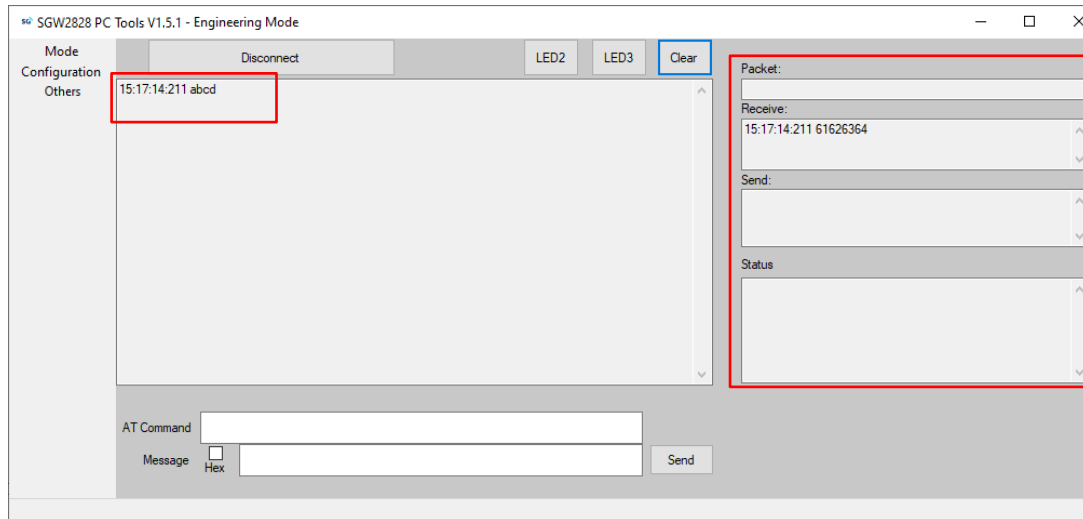 SGW2828 PC Tools V1.5.1 - Engineering Mode
Mode
Configuration
Others
Disconnect
LED2
LED3
Clear
15:17:14:211 abcd
Packet:
Receive:
15:17:14:211 61626364
Send:
Status
AT Command
Message
Hex
Send